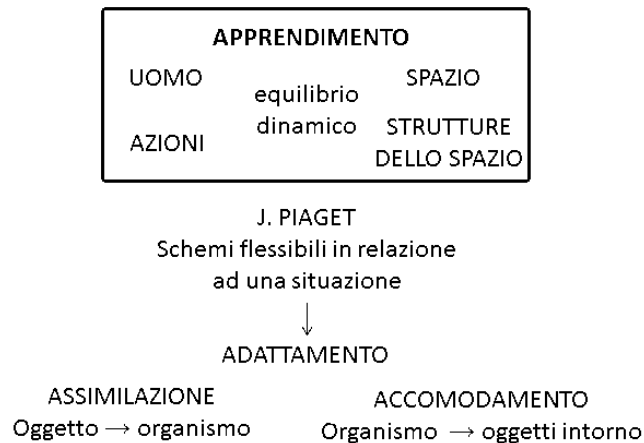 APPRENDIMENTO
UOMO
equilibrio
dinamico
SPAZIO
AZIONI
STRUTTURE
DELLO SPAZIO
J. PIAGET
Schemi flessibili in relazione
ad una situazione
↓
ADATTAMENTO
ASSIMILAZIONE
Oggetto → organismo
ACCOMODAMENTO
Organismo → oggetti intorno